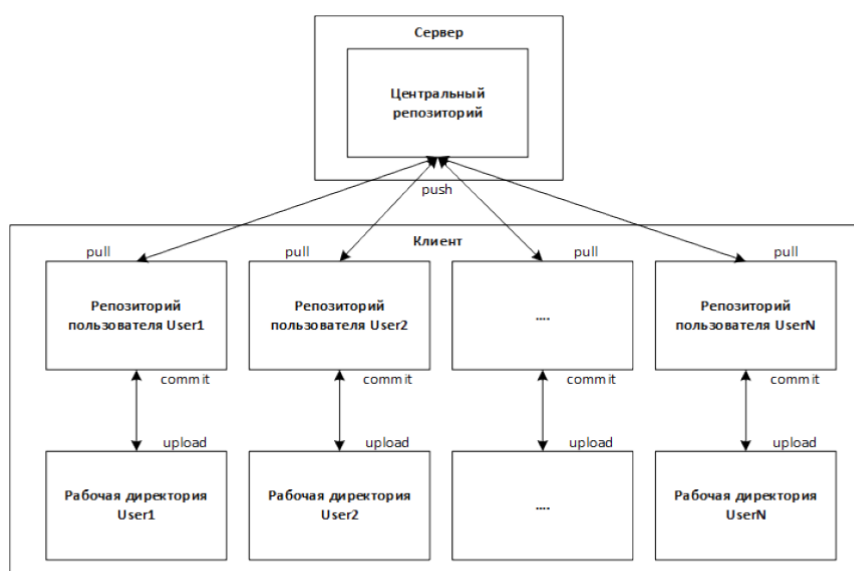 Сервер
Центральный
репозиторий
push
Клиент
pull
pull
pull
pull
Репозиторий
пользователя User1
Репозиторий
пользователя User2
....
Репозиторий
пользователя UserN
commit
commit
commit
commit
upload
upload
upload
upload
Рабочая директория
User1
Рабочая директория
User2
....
Рабочая директория
UserN